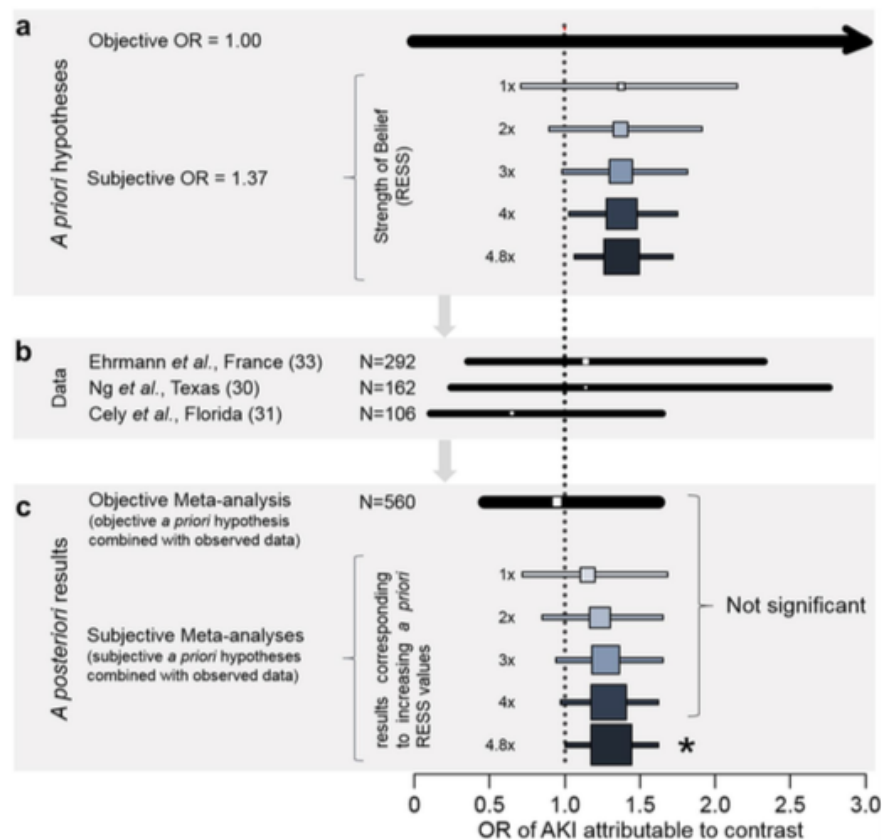 a
A priori hypotheses
Objective OR = 1.00
Subjective OR = 1.37
Strength of Belief
(RESS)
1x
2x
3x
4x
4.8x
b
Data
Ehrmann et al., France (33) N=292
Ng et al., Texas (30) N=162
Cely et al., Florida (31) N=106
c
A posteriori results
Objective Meta-analysis N=560
(objective a priori hypothesis
combined with observed data)
Subjective Meta-analyses
(subjective a priori hypotheses
combined with observed data)
results corresponding
to increasing a priori
RESS values
1x
2x
3x
4x
4.8x *
Not significant
0 0.5 1.0 1.5 2.0 2.5 3.0
OR of AKI attributable to contrast